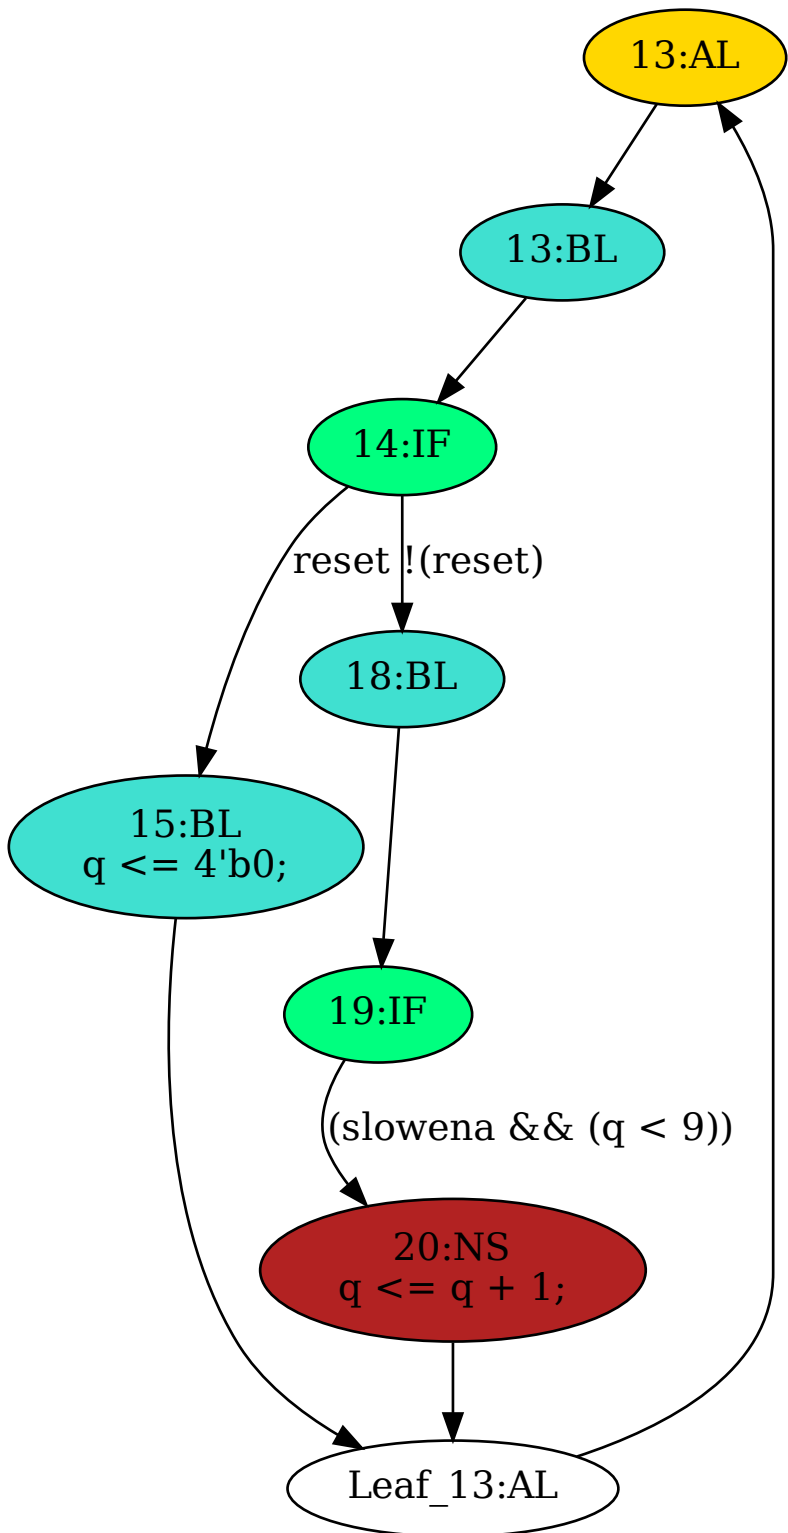 13:AL
13:BL
14:IF
reset
!(reset)
18:BL
15:BL
q <= 4'b0;
19:IF
(slowena && (q < 9))
20:NS
q <= q + 1;
Leaf_13:AL